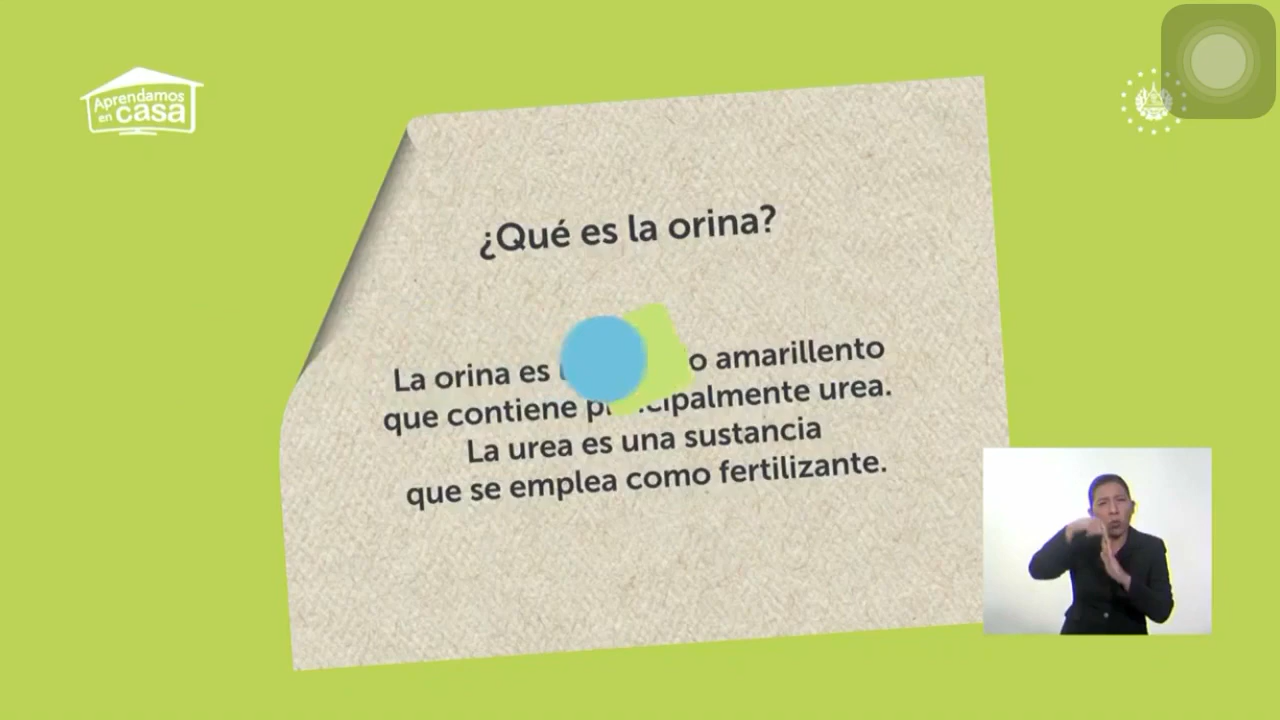 Aprendamos
en casa
¿Qué es la orina?
La orina es o amarillento
que contiene principalmente urea.
La urea es una sustancia
que se emplea como fertilizante.